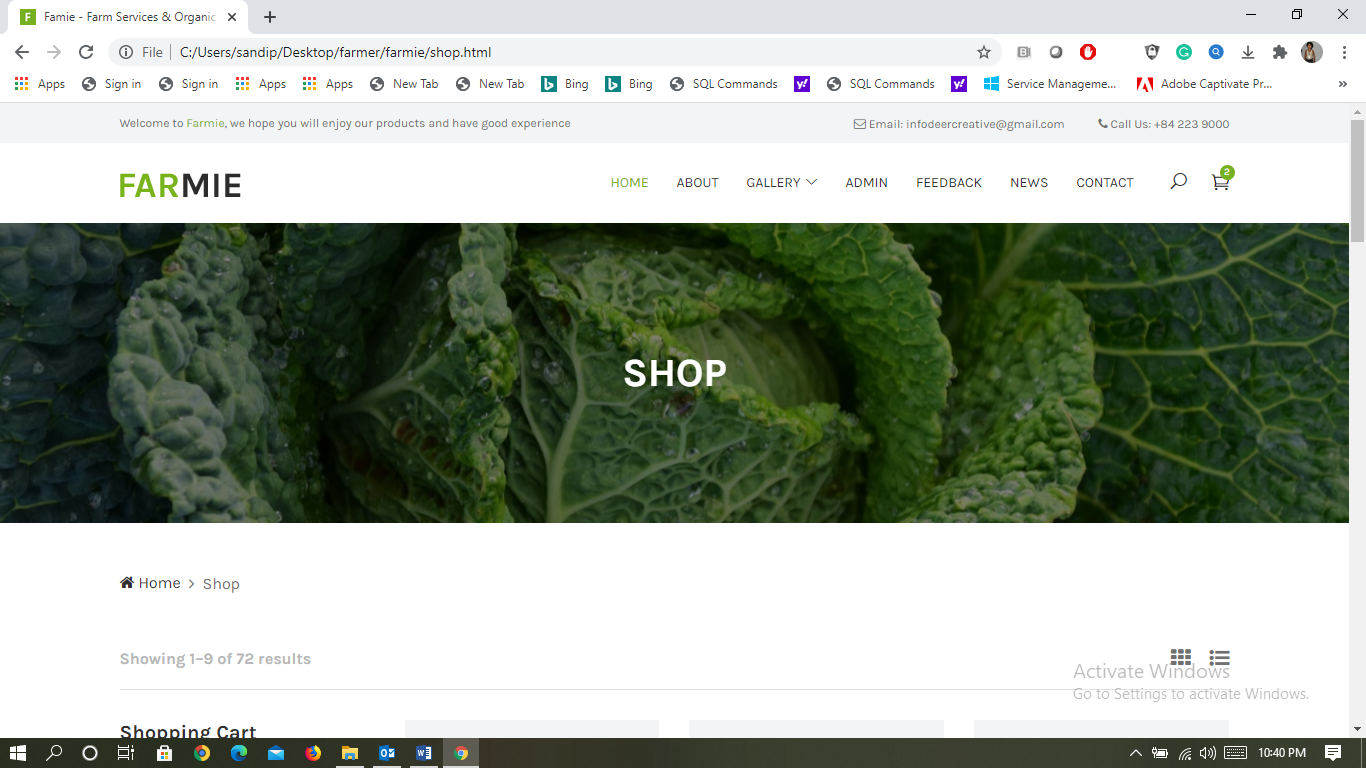 F Famie - Farm Services & Organic
File C:/Users/sandip/Desktop/farmer/farmie/shop.html
Apps Sign in Sign in Apps Apps New Tab New Tab Bing Bing SQL Commands SQL Commands Service Manageme... Adobe Captivate Pr... »
Welcome to Farmie, we hope you will enjoy our products and have good experience Email: infodeercreative@gmail.com Call Us: +84 223 9000
FARMIE HOME ABOUT GALLERY ADMIN FEEDBACK NEWS CONTACT 2
SHOP
Home > Shop
Showing 1–9 of 72 results
Activate Windows
Go to Settings to activate Windows.
Shopping Cart
10:40 PM